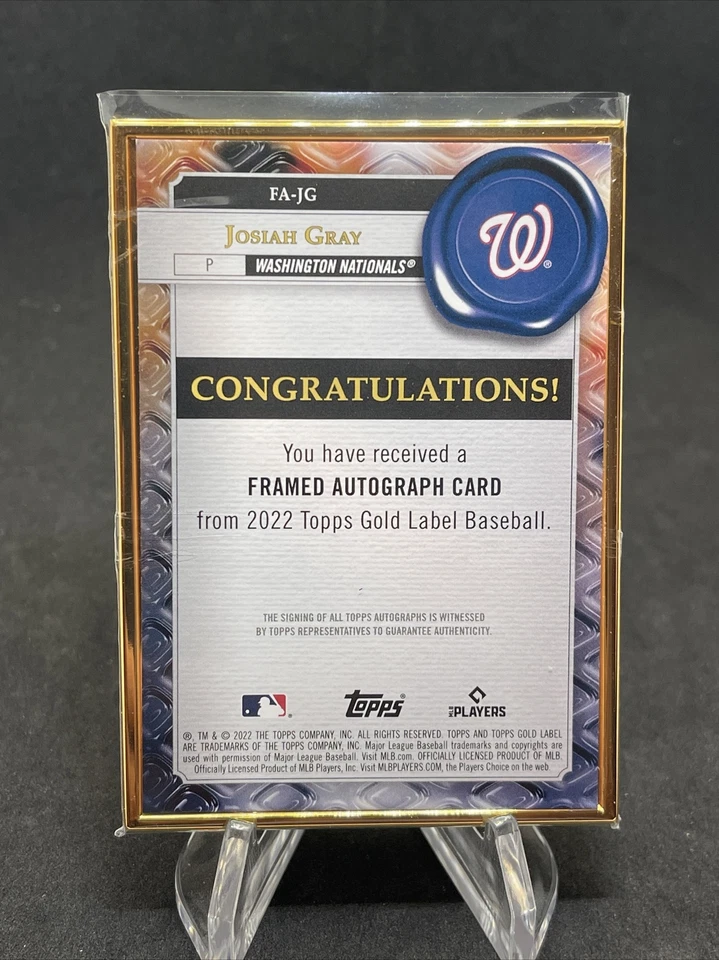 FA-JG
JOSIAH GRAY
P WASHINGTON NATIONALS®
W®
CONGRATULATIONS!
You have received a
FRAMED AUTOGRAPH CARD
from 2022 Topps Gold Label Baseball.
THE SIGNING OF ALL TOPPS AUTOGRAPHS IS WITNESSED
BY TOPPS REPRESENTATIVES TO GUARANTEE AUTHENTICITY.
® topps® MLB PLAYERS
®, TM & © 2022 THE TOPPS COMPANY, INC. ALL RIGHTS RESERVED. TOPPS AND TOPPS GOLD LABEL
ARE TRADEMARKS OF THE TOPPS COMPANY, INC. Major League Baseball trademarks and copyrights are
used with permission of Major League Baseball. Visit MLB.com. OFFICIALLY LICENSED PRODUCT OF MLB.
Officially Licensed Product of MLB Players, Inc. Visit MLBPLAYERS.COM, the Players Choice on the web.